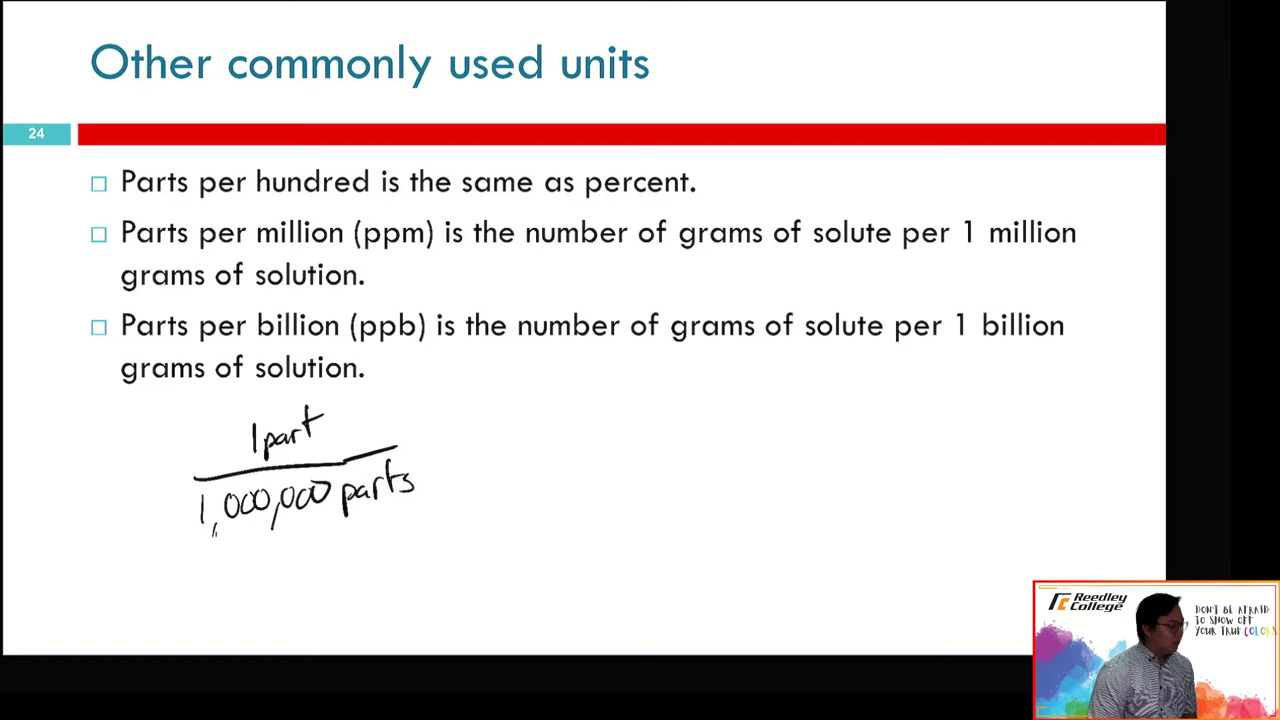 Other commonly used units
24
Parts per hundred is the same as percent.
Parts per million (ppm) is the number of grams of solute per 1 million
grams of solution.
Parts per billion (ppb) is the number of grams of solute per 1 billion
grams of solution.
1 part
1,000,000 parts
Reedley
College
DON'T BE AFRAID
TO SHOW OFF
YOUR TRUE COLORS